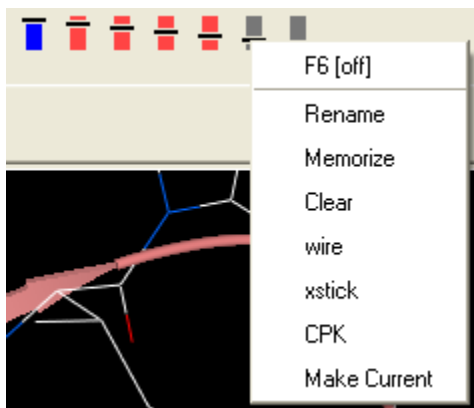 F6 [off]
Rename
Memorize
Clear
wire
xstick
CPK
Make Current